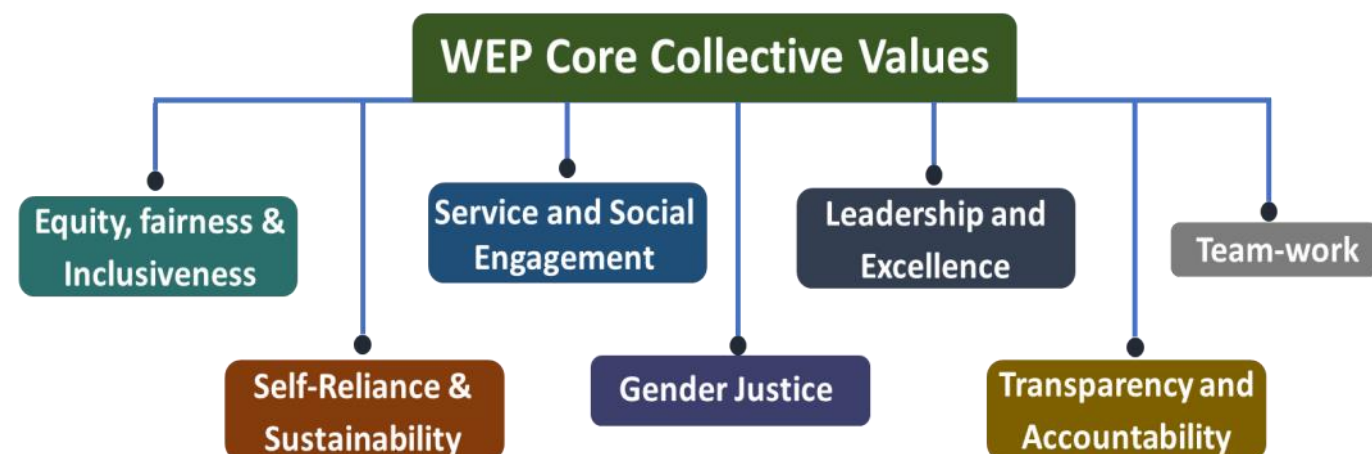 WEP Core Collective Values
Equity, fairness &
Inclusiveness
Service and Social
Engagement
Leadership and
Excellence
Team-work
Self-Reliance &
Sustainability
Gender Justice
Transparency and
Accountability